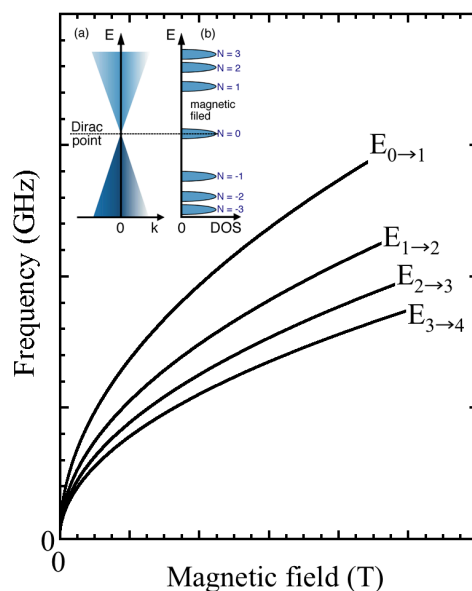 (a)
E
(b)
E
N = 3
N = 2
N = 1
magnetic
filed
Dirac
point
N = 0
N = -1
N = -2
N = -3
0
k
0
DOS
E0→1
E1→2
E2→3
E3→4
Frequency (GHz)
0
0
Magnetic field (T)